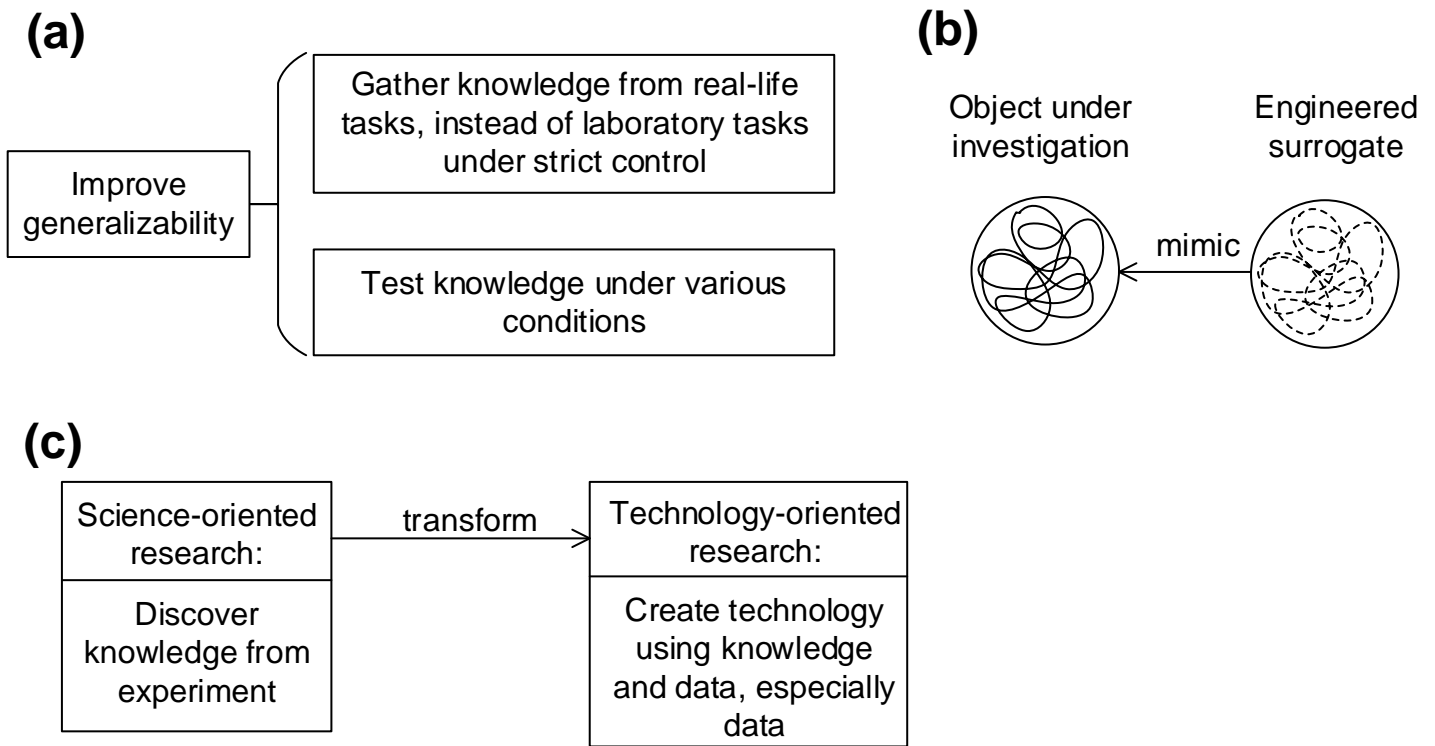 (a)
Improve
generalizability
Gather knowledge from real-life
tasks, instead of laboratory tasks
under strict control
Test knowledge under various
conditions
(b)
Object under
investigation
Engineered
surrogate
mimic
(c)
Science-oriented
research:
Discover
knowledge from
experiment
transform
Technology-oriented
research:
Create technology
using knowledge
and data, especially
data